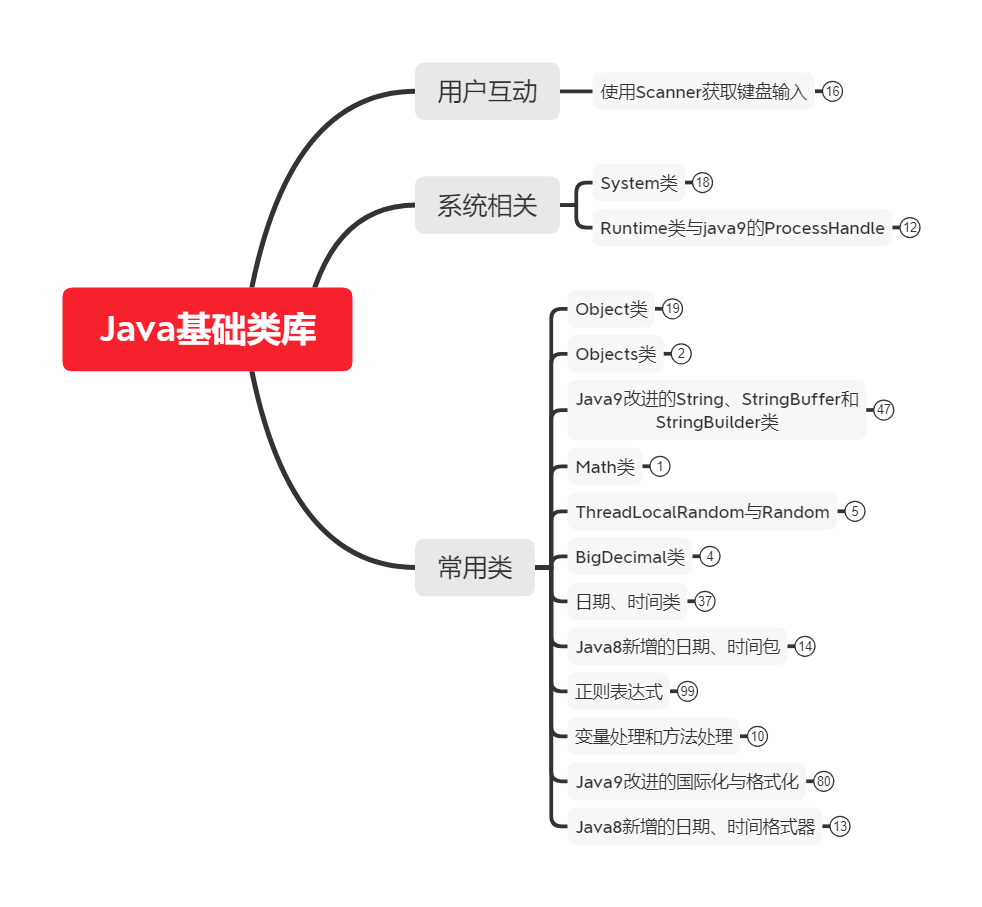 Java基础类库
用户互动
使用Scanner获取键盘输入
16
系统相关
System类
18
Runtime类与java9的ProcessHandle
12
常用类
Object类
19
Objects类
2
Java9改进的String、StringBuffer和
StringBuilder类
47
Math类
1
ThreadLocalRandom与Random
5
BigDecimal类
4
日期、时间类
37
Java8新增的日期、时间包
14
正则表达式
99
变量处理和方法处理
10
Java9改进的国际化与格式化
80
Java8新增的日期、时间格式器
13